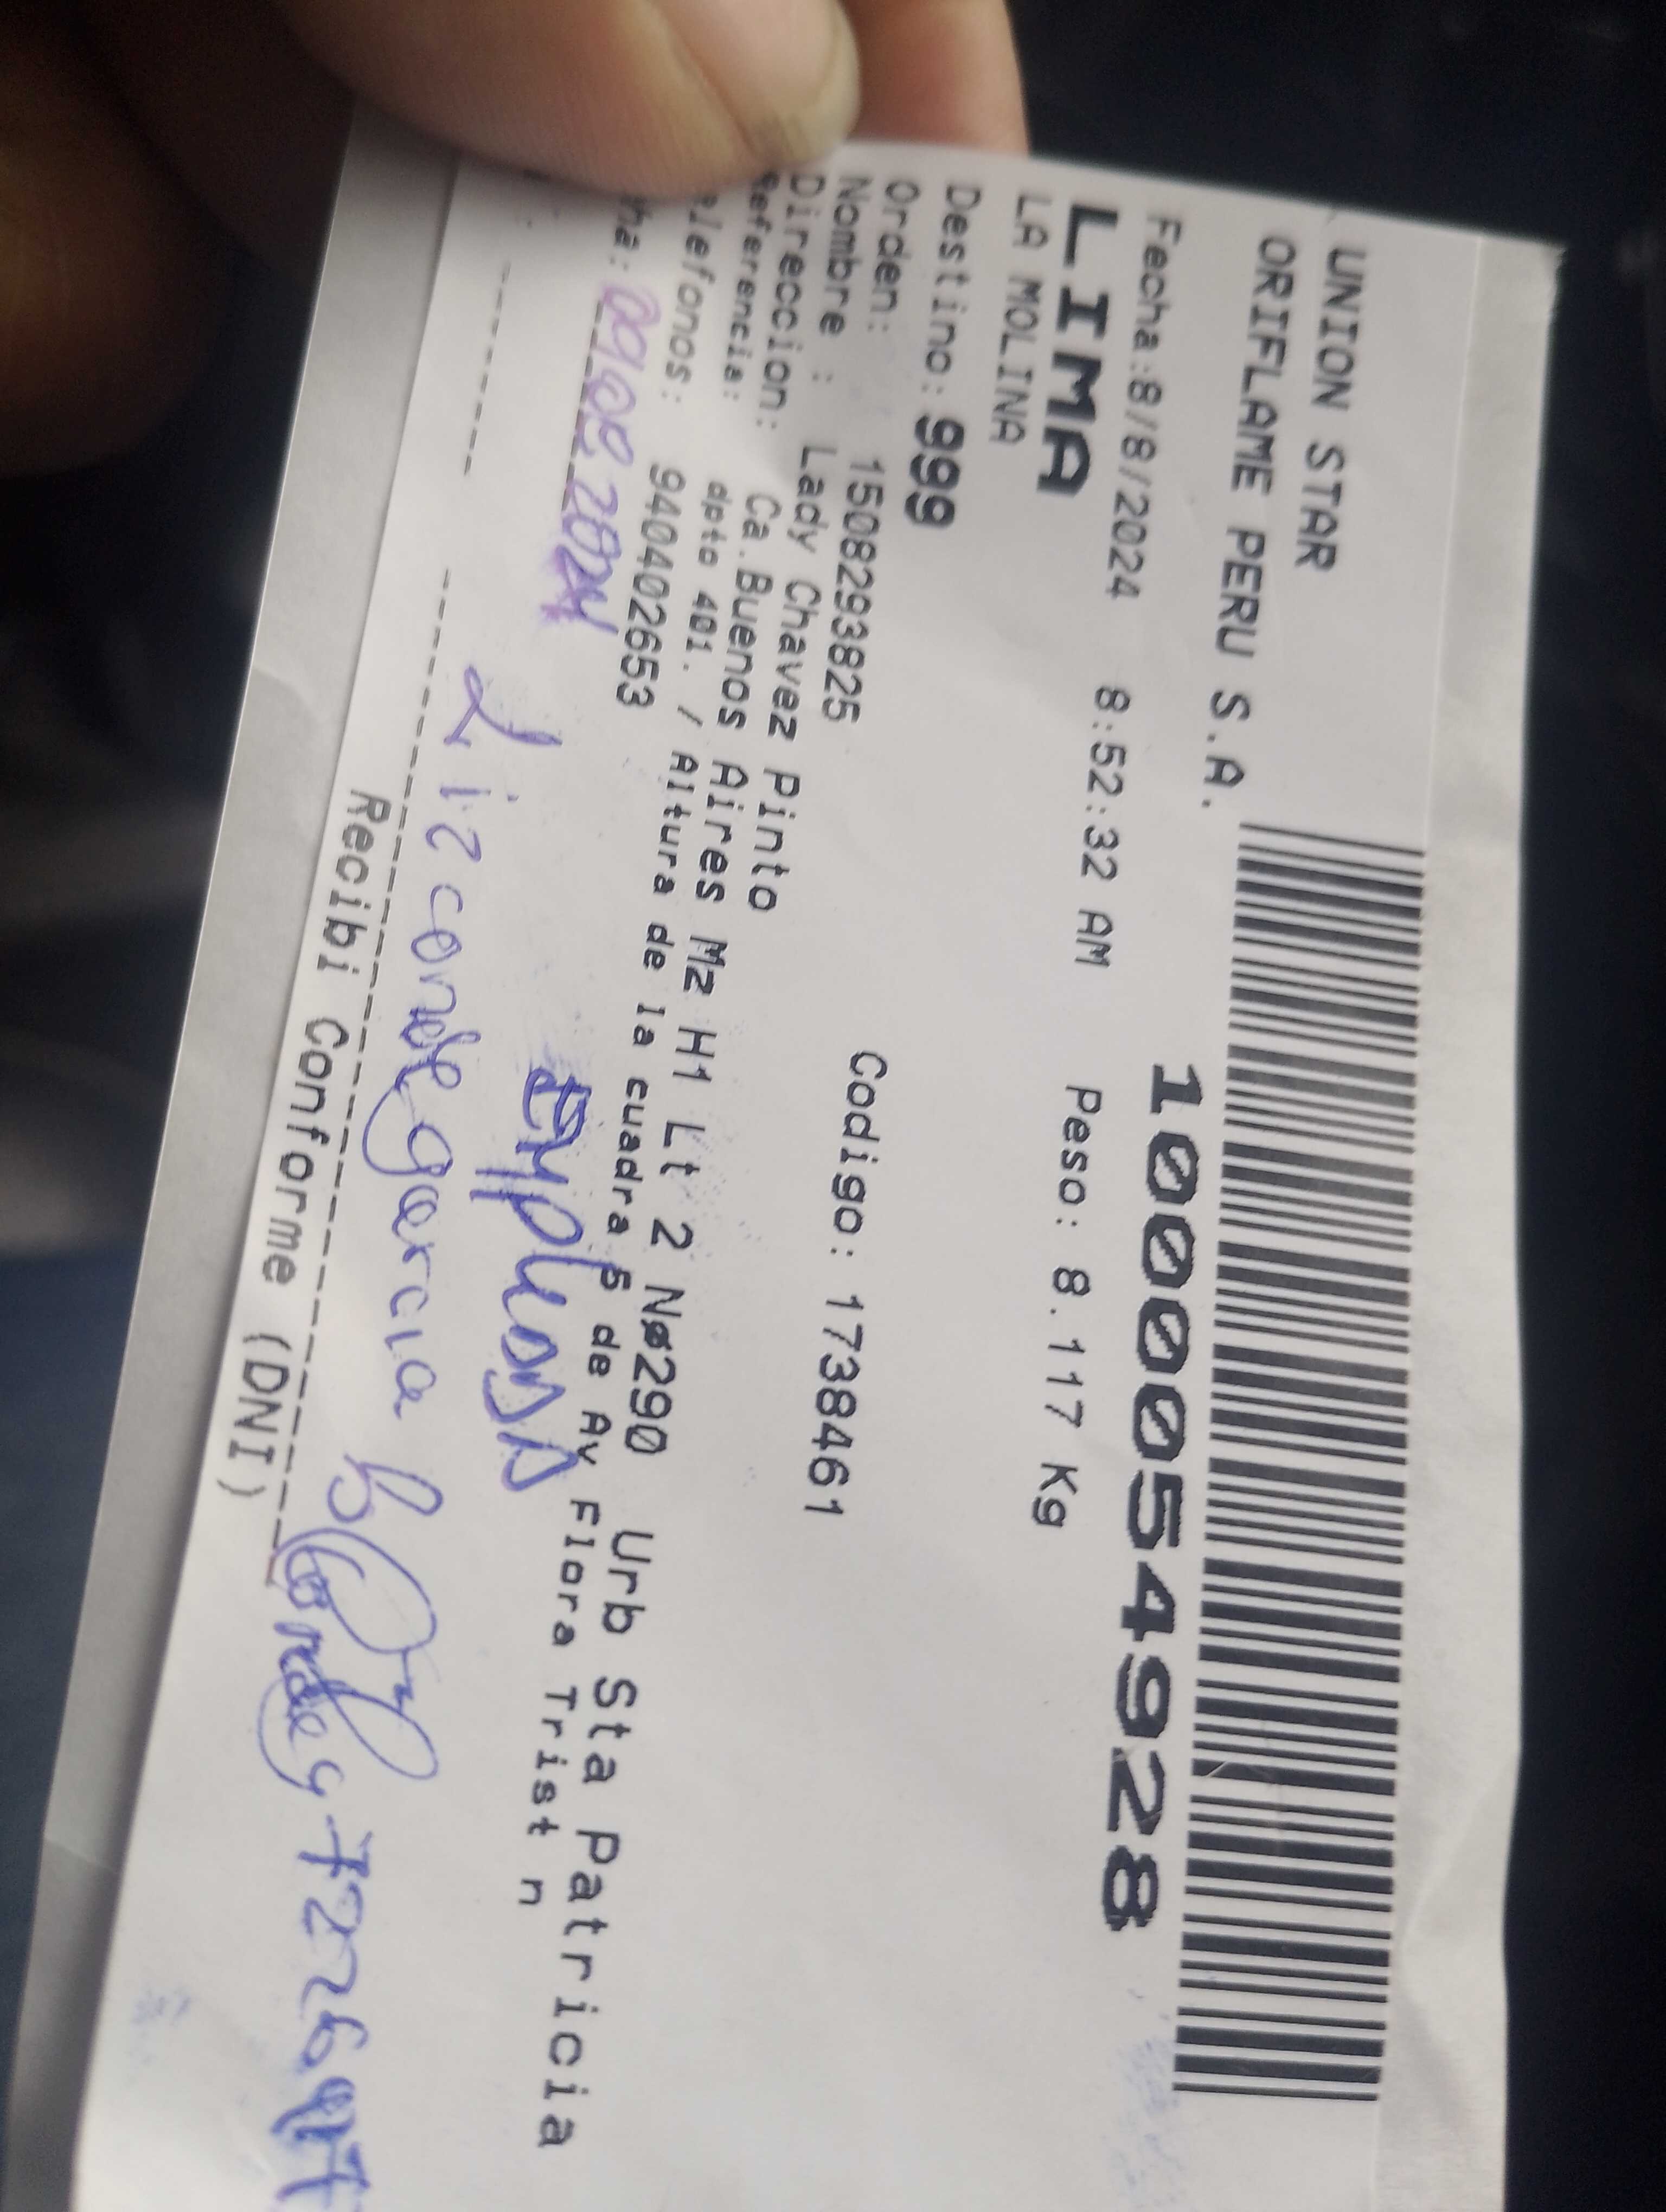 UNION STAR
ORIFLAME PERU S.A.
1000054928
Fecha:8/8/2024 8:52:32 AM Peso: 8.117 Kg
LIMA
LA MOLINA
Destino: 999
Orden: 1508293825 Codigo: 1738461
Nombre : Lady Chavez Pinto
Direccion: Ca.Buenos Aires Mz H1 Lt 2 Nø290 Urb Sta Patricia
Referencia: dpto 401. / Altura de la cuadra 5 de Av Flora Trist n
elefonos: 940402653
ha: 09/08/2024
Liz conde garcia
Recibi Conforme (DNI)